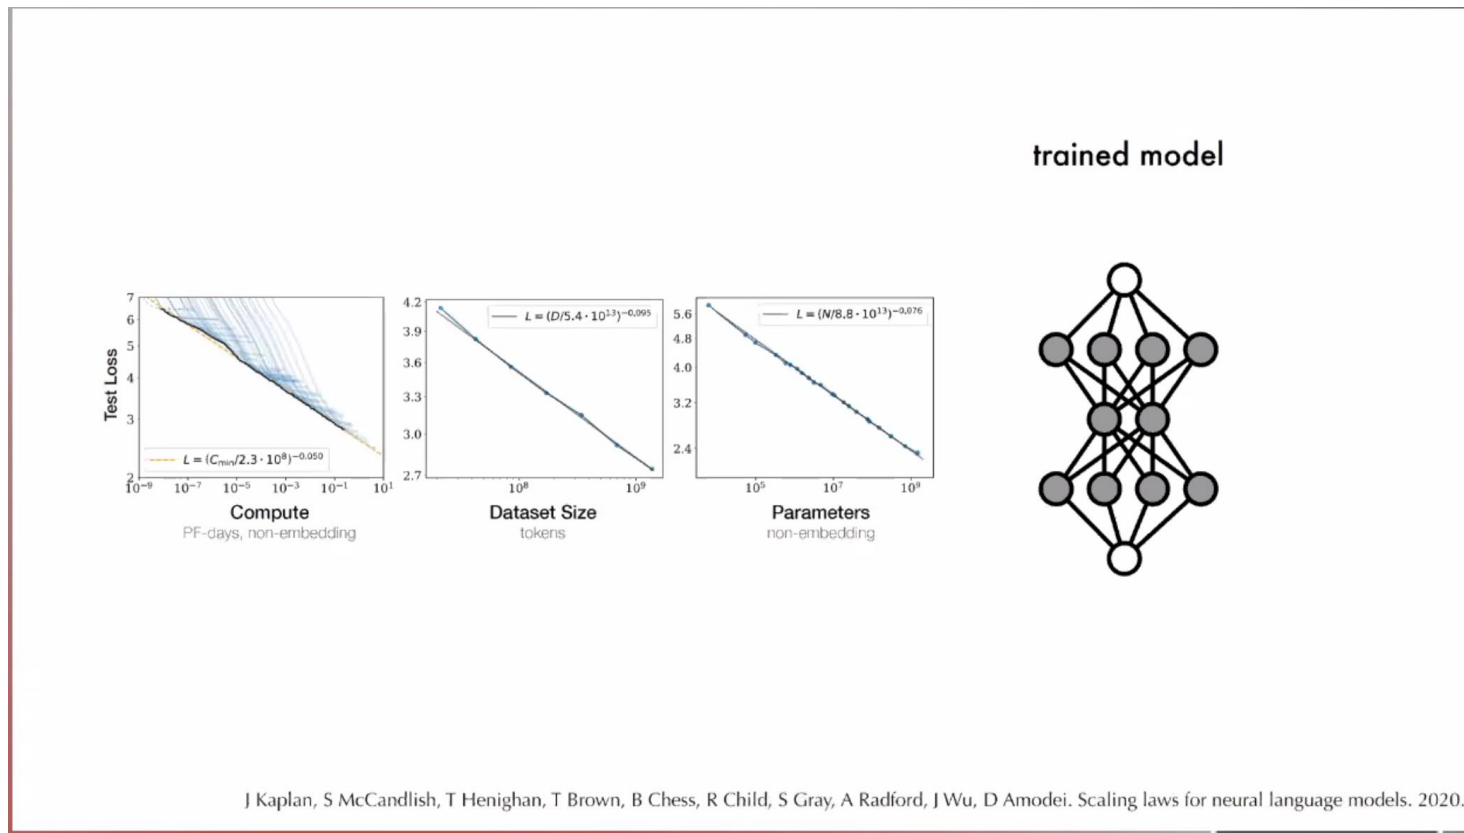 trained model
7
6
5
4
3
2
Test Loss
L = (C_min/2.3 · 10^8)^−0.050
10^−9 10^−7 10^−5 10^−3 10^−1 10^1
Compute
PF-days, non-embedding
4.2
3.9
3.6
3.3
3.0
2.7
L = (D/5.4 · 10^13)^−0.095
10^8 10^9
Dataset Size
tokens
5.6
4.8
4.0
3.2
2.4
L = (N/8.8 · 10^13)^−0.076
10^5 10^7 10^9
Parameters
non-embedding
J Kaplan, S McCandlish, T Henighan, T Brown, B Chess, R Child, S Gray, A Radford, J Wu, D Amodei. Scaling laws for neural language models. 2020.